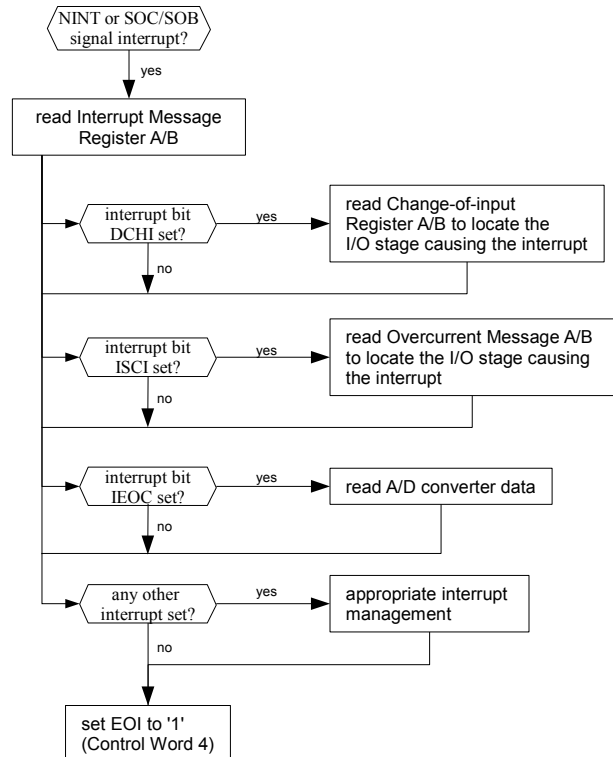 NINT or SOC/SOB
signal interrupt?
yes
read Interrupt Message
Register A/B
interrupt bit
DCHI set?
yes
read Change-of-input
Register A/B to locate the
I/O stage causing the interrupt
no
interrupt bit
ISCI set?
yes
read Overcurrent Message A/B
to locate the I/O stage causing
the interrupt
no
interrupt bit
IEOC set?
yes
read A/D converter data
no
any other
interrupt set?
yes
appropriate interrupt
management
no
set EOI to '1'
(Control Word 4)